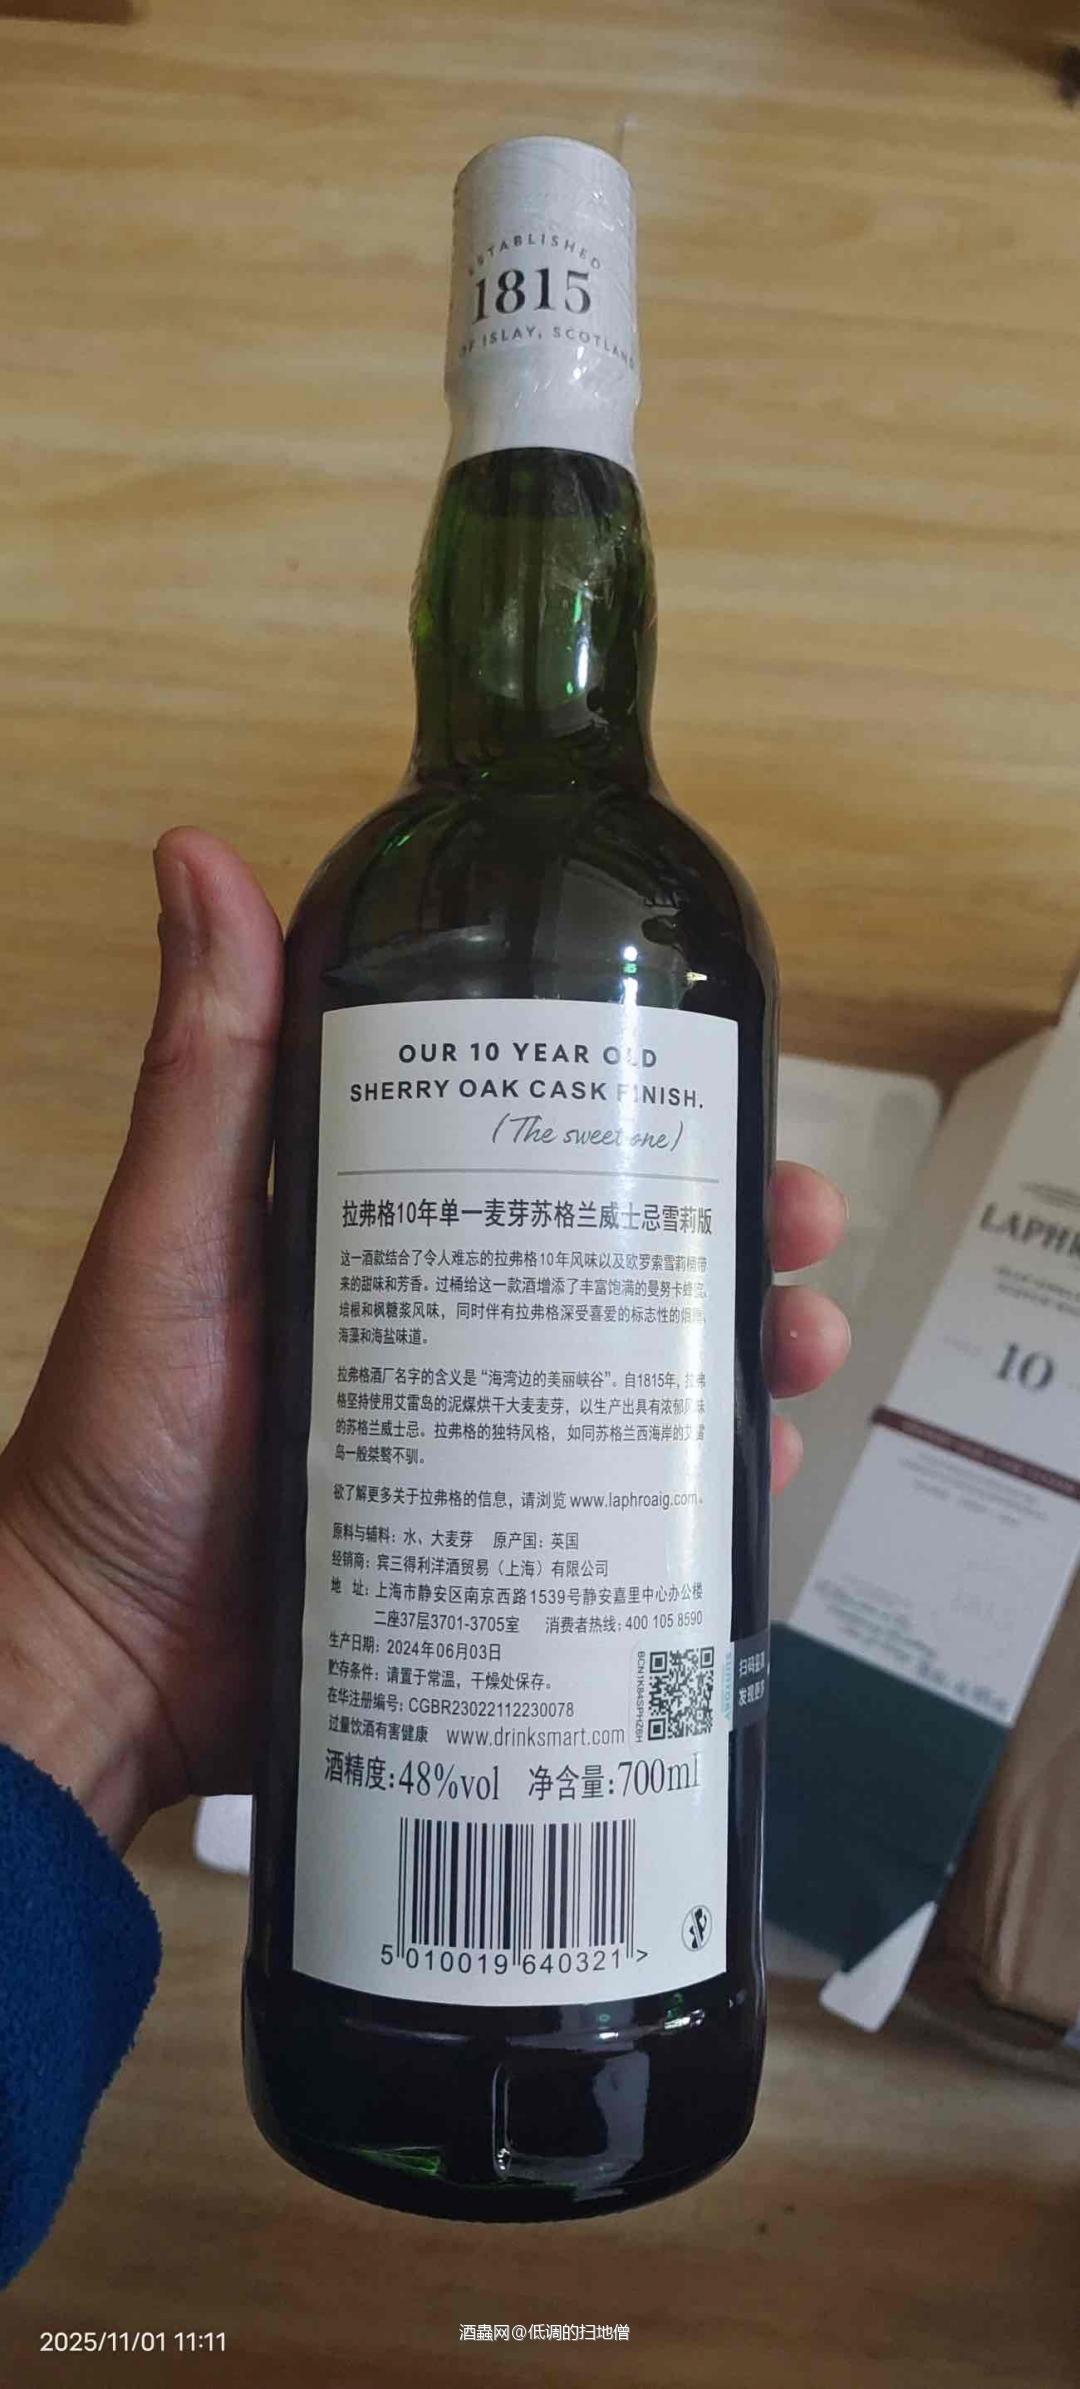 ESTABLISHED
1815
OF ISLAY, SCOTLAND
OUR 10 YEAR OLD
SHERRY OAK CASK FINISH.
(The sweet one)
拉弗格10年单一麦芽苏格兰威士忌雪莉版
这一酒款结合了令人难忘的拉弗格10年风味以及欧罗索雪莉桶带
来的甜味和芳香。过桶给这一款酒增添了丰富饱满的曼努卡蜂蜜、
培根和枫糖浆风味，同时伴有拉弗格深受喜爱的标志性的烟熏、
海藻和海盐味道。
拉弗格酒厂名字的含义是“海湾边的美丽峡谷”。自1815年，拉弗
格坚持使用艾雷岛的泥煤烘干大麦麦芽，以生产出具有浓郁风味
的苏格兰威士忌。拉弗格的独特风格，如同苏格兰西海岸的艾雷
岛一般桀骜不驯。
欲了解更多关于拉弗格的信息，请浏览www.laphroaig.com。
原料与辅料：水、大麦芽 原产国：英国
经销商：宾三得利洋酒贸易（上海）有限公司
地 址：上海市静安区南京西路1539号静安嘉里中心办公楼
二座37层3701-3705室 消费者热线：400 105 8590
生产日期：2024年06月03日
贮存条件：请置于常温，干燥处保存。
在华注册编号：CGBR23022112230078
过量饮酒有害健康 www.drinksmart.com
BCN1K84SPHZ8H
扫码鉴真
发现更多
酒精度:48%vol 净含量:700ml
5 010019 640321 >
LAPHR
10
2025/11/01 11:11
酒蟲网@低调的扫地僧